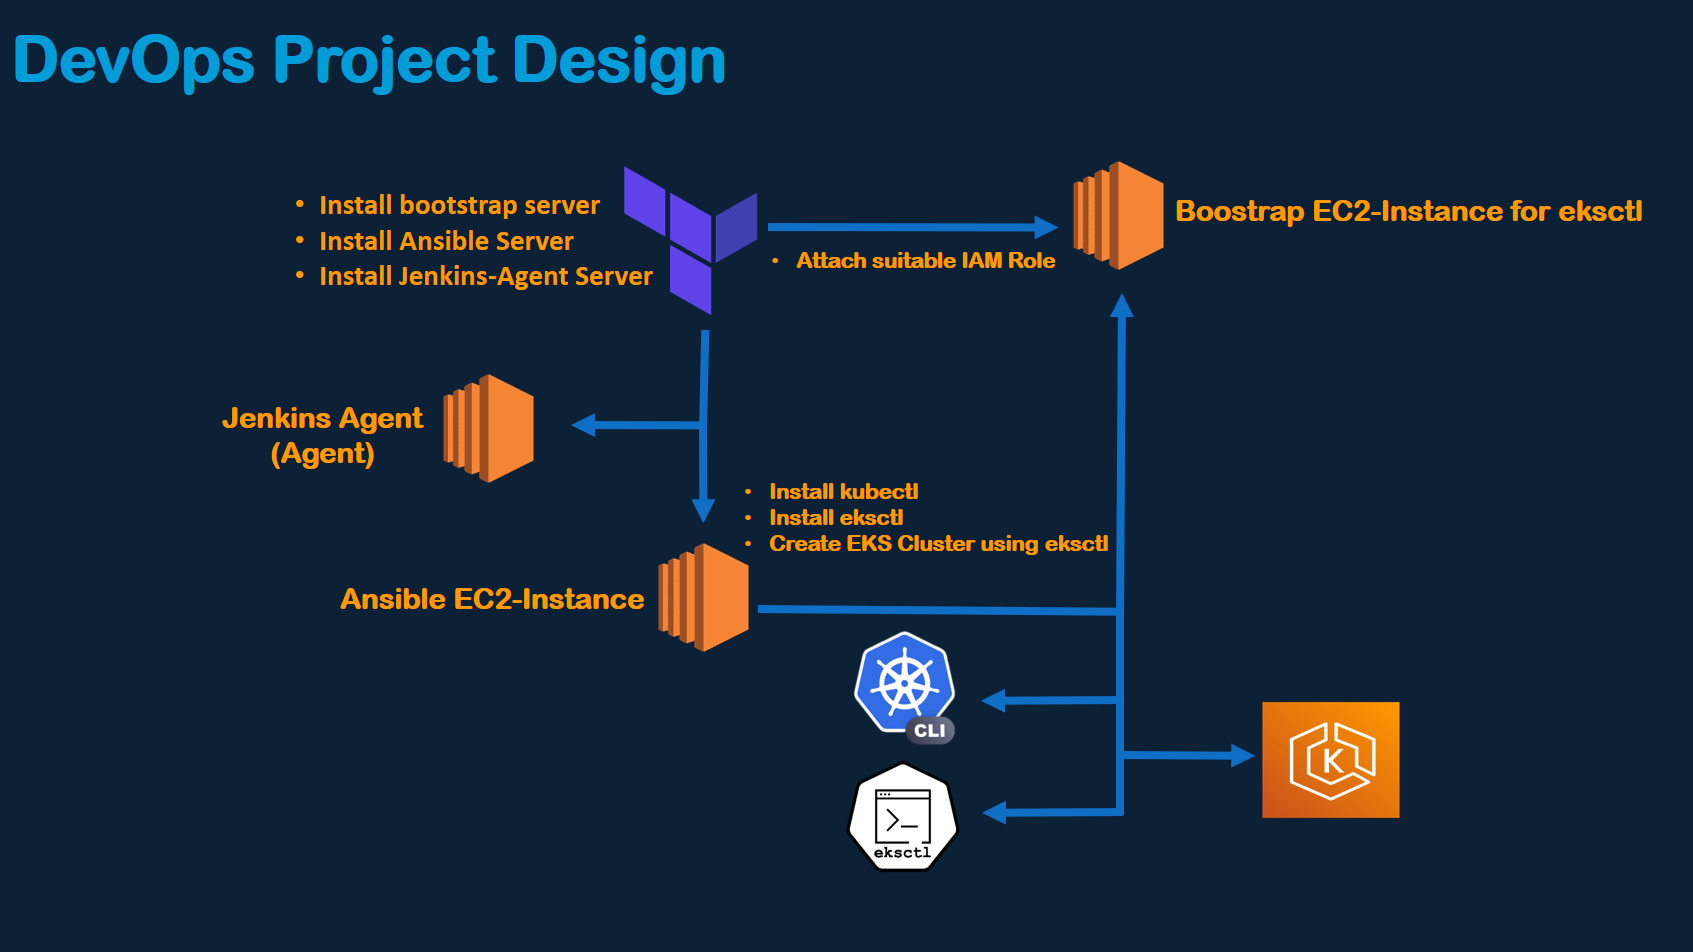 DevOps Project Design
• Install bootstrap server
• Install Ansible Server
• Install Jenkins-Agent Server
• Attach suitable IAM Role
Boostrap EC2-Instance for eksctl
Jenkins Agent
(Agent)
• Install kubectl
• Install eksctl
• Create EKS Cluster using eksctl
Ansible EC2-Instance
CLI
K
>_
eksctl